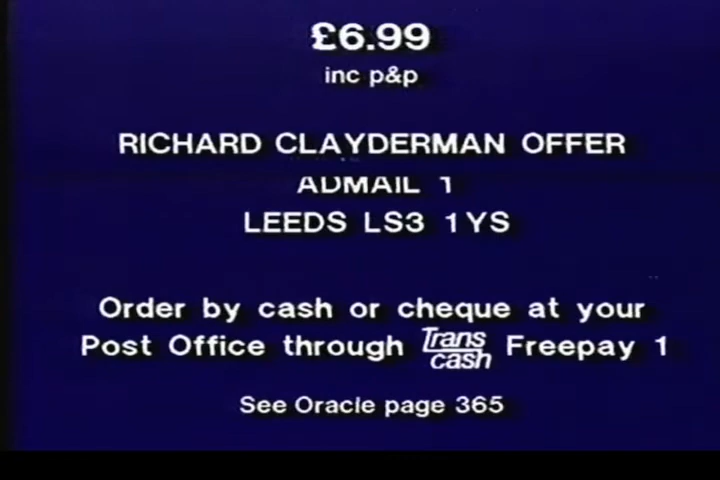 £6.99
inc p&p
RICHARD CLAYDERMAN OFFER
ADMAIL 1
LEEDS LS3 1YS
Order by cash or cheque at your
Post Office through Trans cash Freepay 1
See Oracle page 365